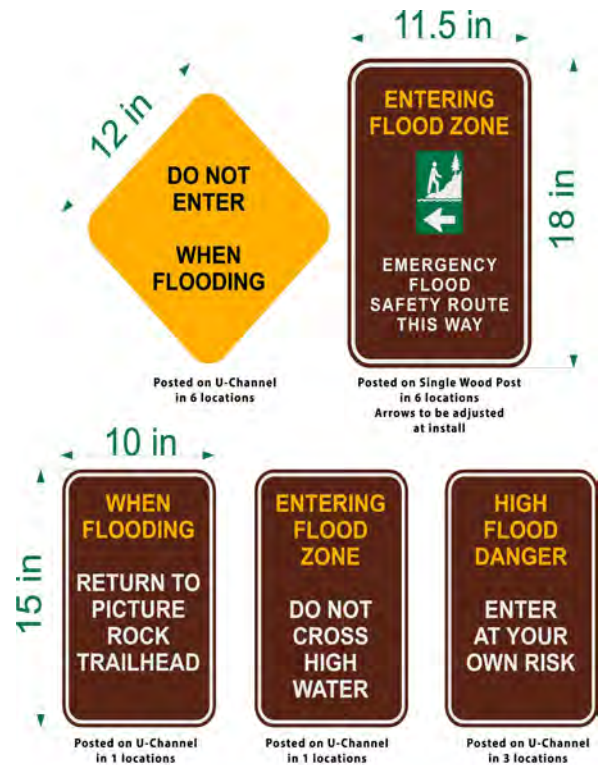 12 in
DO NOT
ENTER
WHEN
FLOODING
Posted on U-Channel
in 6 locations
11.5 in
18 in
ENTERING
FLOOD ZONE
EMERGENCY
FLOOD
SAFETY ROUTE
THIS WAY
Posted on Single Wood Post
in 6 locations
Arrows to be adjusted
at install
10 in
15 in
WHEN
FLOODING
RETURN TO
PICTURE
ROCK
TRAILHEAD
Posted on U-Channel
in 1 locations
ENTERING
FLOOD
ZONE
DO NOT
CROSS
HIGH
WATER
Posted on U-Channel
in 1 locations
HIGH
FLOOD
DANGER
ENTER
AT YOUR
OWN RISK
Posted on U-Channel
in 3 locations